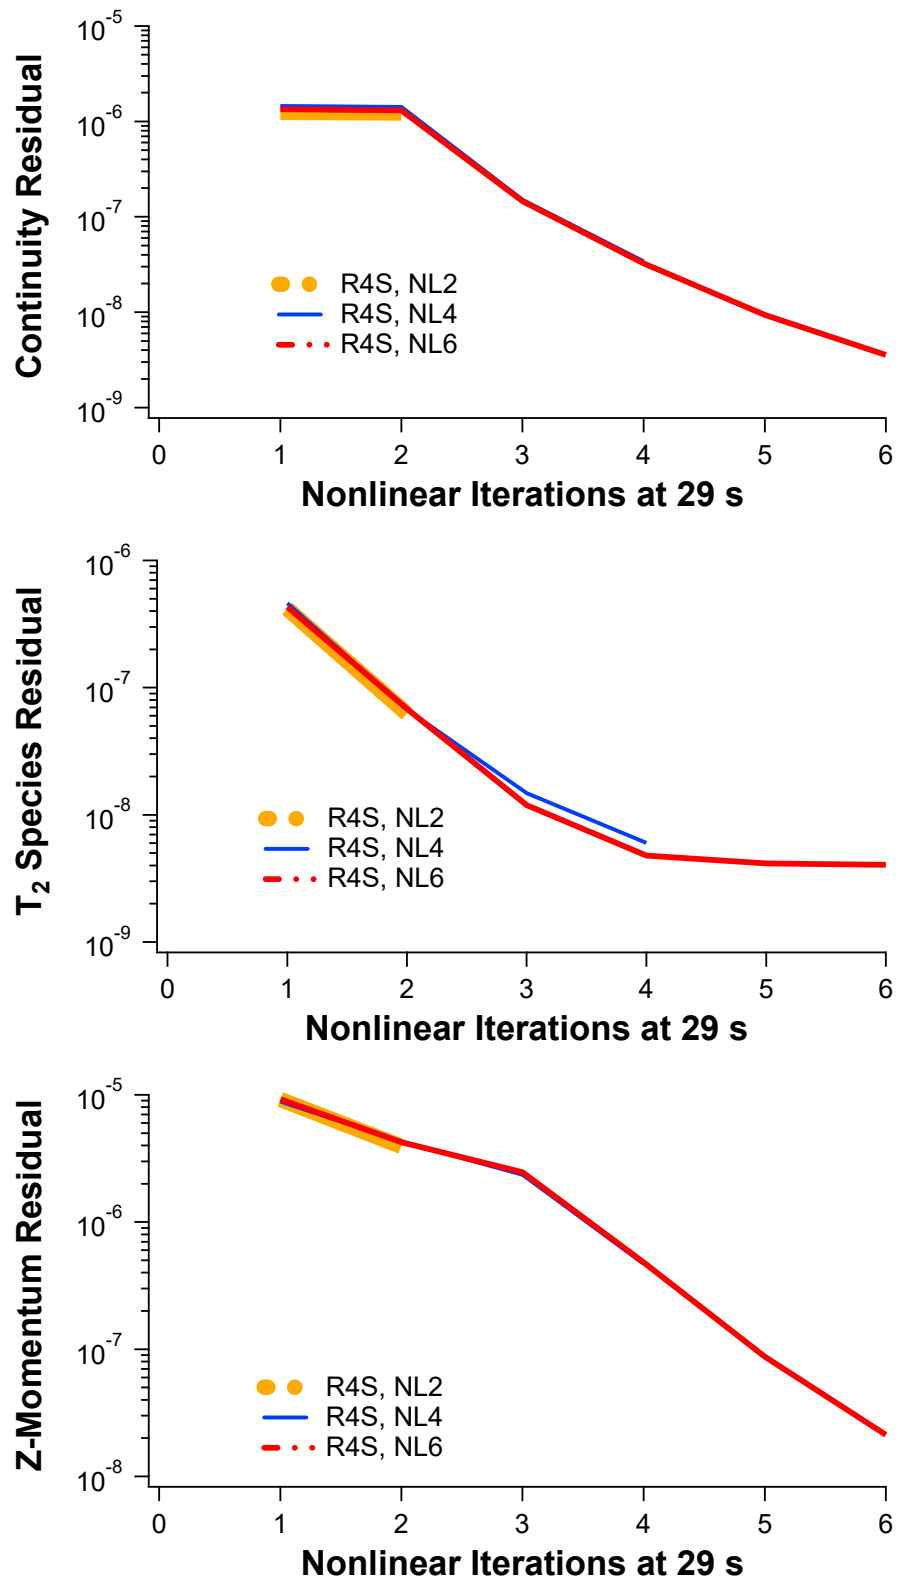 Continuity Residual
10^-5
10^-6
10^-7
10^-8
10^-9
R4S, NL2
R4S, NL4
R4S, NL6
0 1 2 3 4 5 6
Nonlinear Iterations at 29 s
T₂ Species Residual
10^-6
10^-7
10^-8
10^-9
R4S, NL2
R4S, NL4
R4S, NL6
0 1 2 3 4 5 6
Nonlinear Iterations at 29 s
Z-Momentum Residual
10^-5
10^-6
10^-7
10^-8
R4S, NL2
R4S, NL4
R4S, NL6
0 1 2 3 4 5 6
Nonlinear Iterations at 29 s